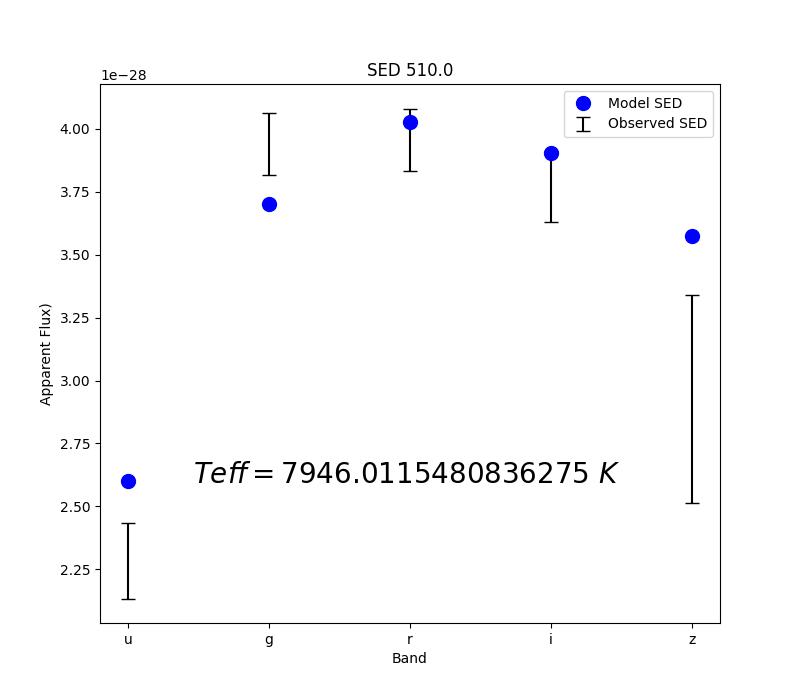 SED 510.0
1e−28
Model SED
Observed SED
4.00
3.75
3.50
3.25
3.00
2.75
2.50
2.25
Apparent Flux)
Teff = 7946.0115480836275 K
u g r i z
Band